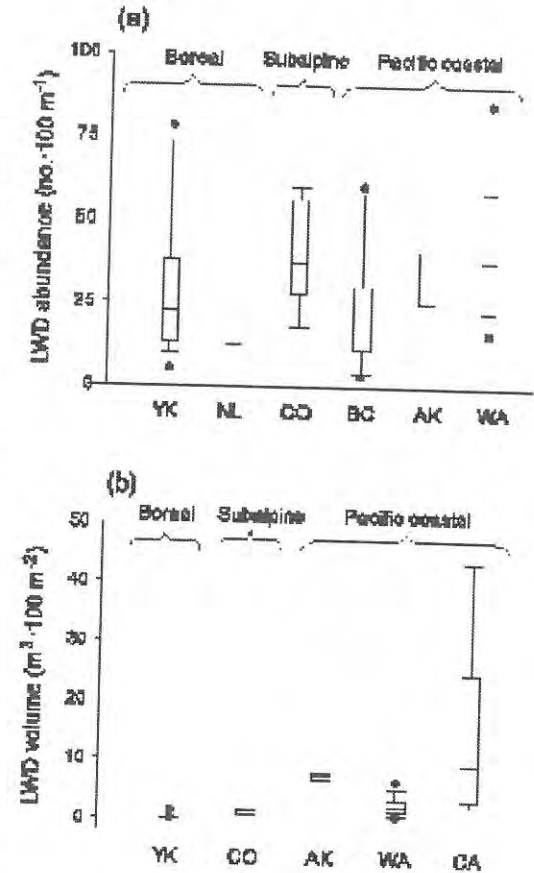 (a)
Boreal Subalpine Pacific coastal
100
75
50
25
0
LWD abundance (no.·100 m⁻¹)
YK NL CO BC AK WA
(b)
Boreal Subalpine Pacific coastal
50
40
30
20
10
0
LWD volume (m³·100 m⁻²)
YK CO AK WA CA